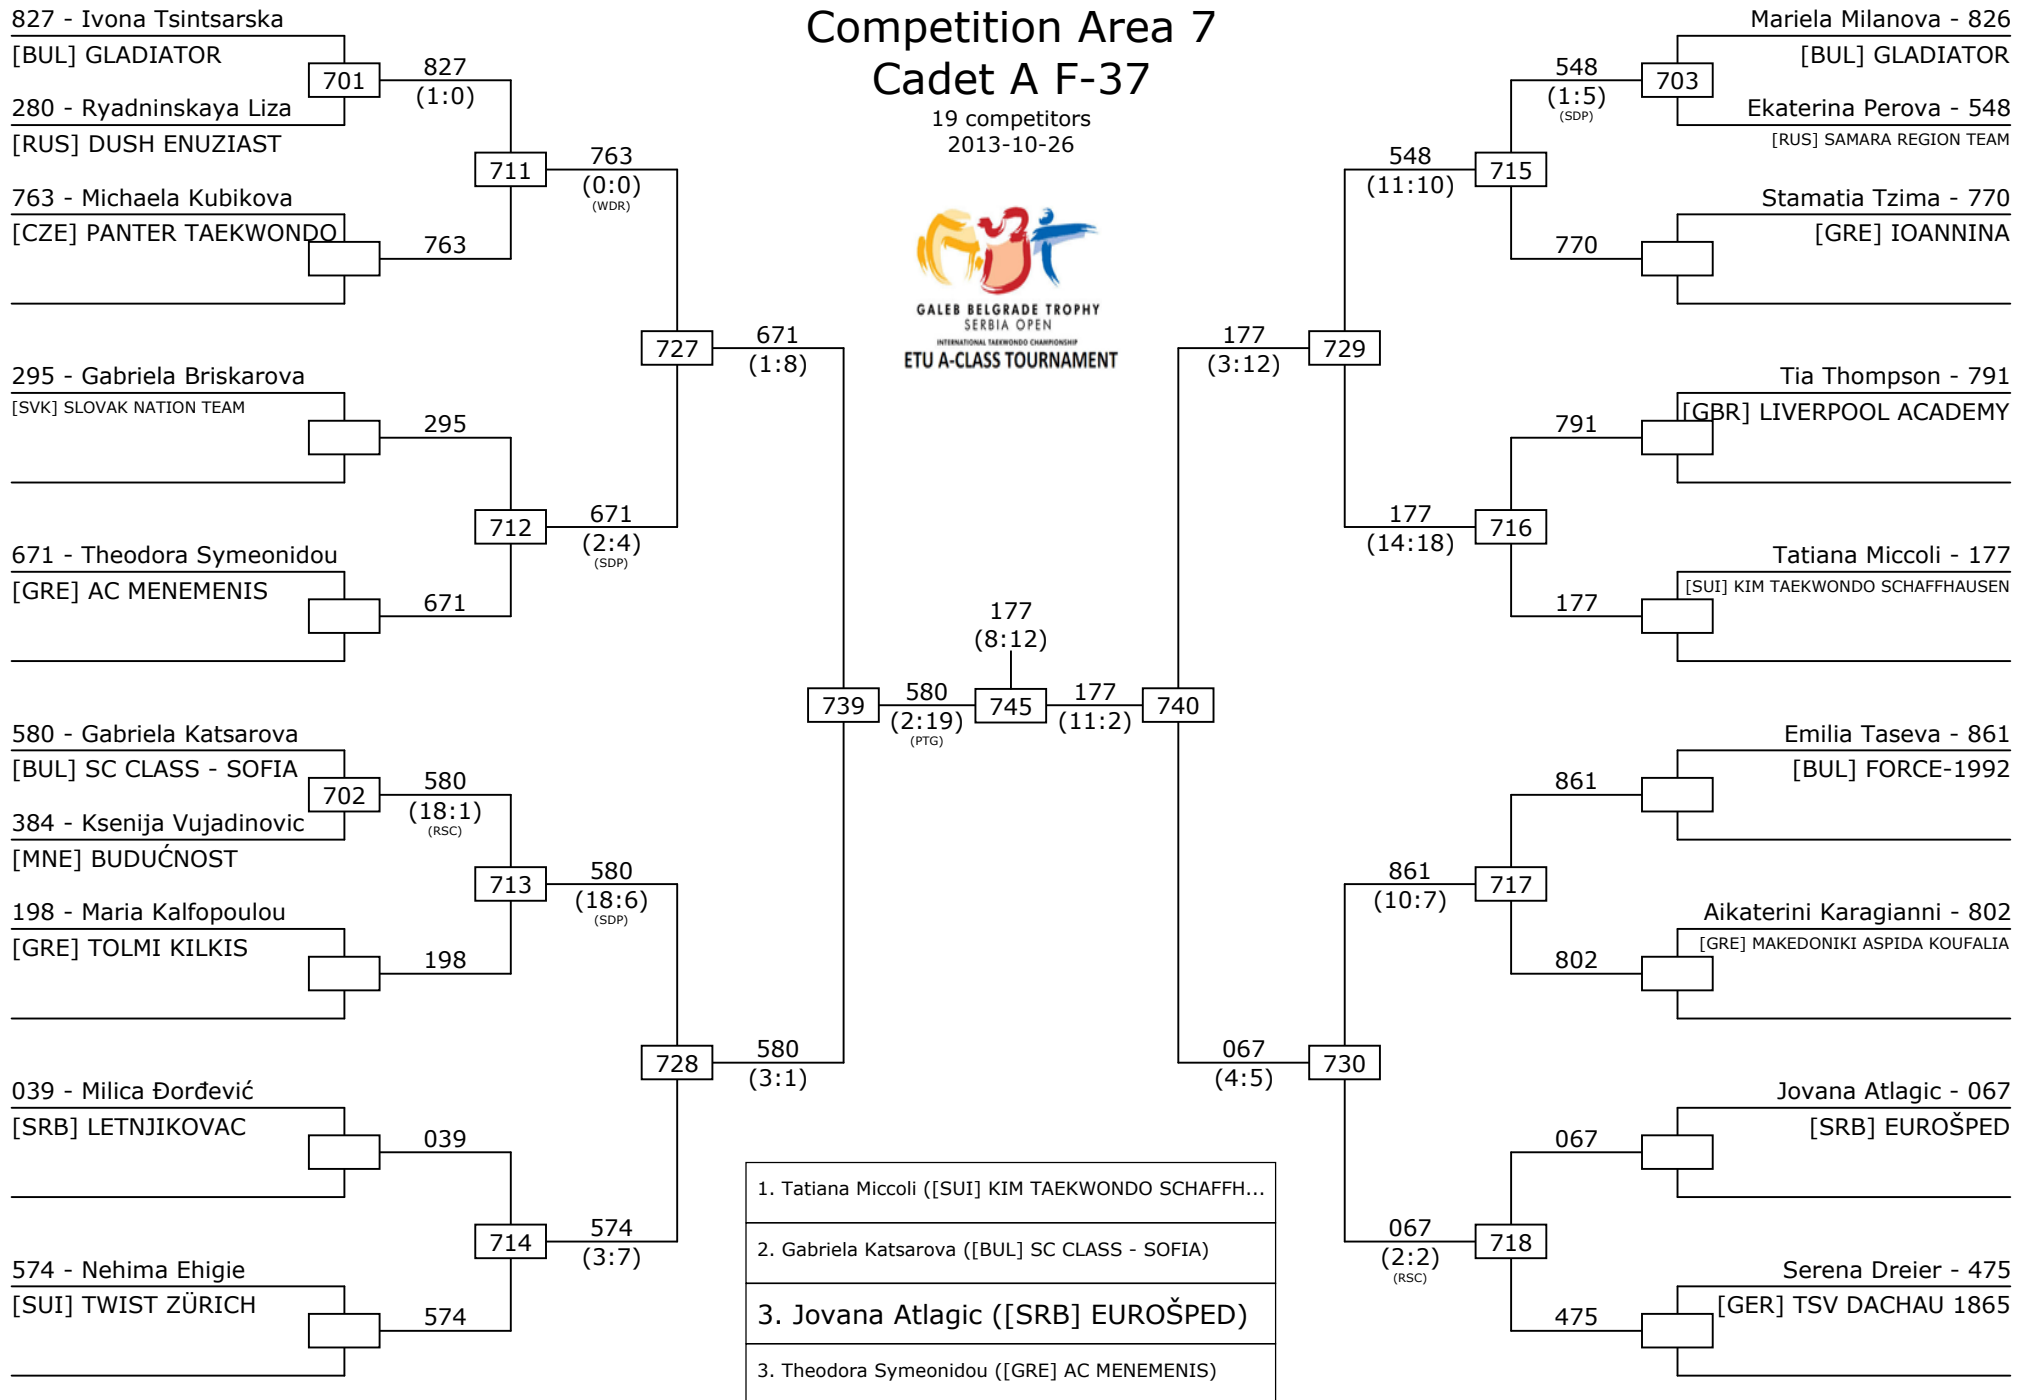 Competition Area 7
Cadet A F-37
19 competitors
2013-10-26
GALEB BELGRADE TROPHY
SERBIA OPEN
INTERNATIONAL TAEKWONDO CHAMPIONSHIP
ETU A-CLASS TOURNAMENT
827 - Ivona Tsintsarska
[BUL] GLADIATOR
701
827
(1:0)
280 - Ryadninskaya Liza
[RUS] DUSH ENUZIAST
711
763
(0:0)
(WDR)
763 - Michaela Kubikova
[CZE] PANTER TAEKWONDO
763
727
671
(1:8)
295 - Gabriela Briskarova
[SVK] SLOVAK NATION TEAM
295
712
671
(2:4)
(SDP)
671 - Theodora Symeonidou
[GRE] AC MENEMENIS
671
739
580
(2:19)
(PTG)
580 - Gabriela Katsarova
[BUL] SC CLASS - SOFIA
702
580
(18:1)
(RSC)
384 - Ksenija Vujadinovic
[MNE] BUDUĆNOST
713
580
(18:6)
(SDP)
198 - Maria Kalfopoulou
[GRE] TOLMI KILKIS
198
728
580
(3:1)
039 - Milica Đorđević
[SRB] LETNJIKOVAC
039
714
574
(3:7)
574 - Nehima Ehigie
[SUI] TWIST ZÜRICH
574
177
(8:12)
745
Mariela Milanova - 826
[BUL] GLADIATOR
548
(1:5)
(SDP)
703
Ekaterina Perova - 548
[RUS] SAMARA REGION TEAM
548
(11:10)
715
Stamatia Tzima - 770
[GRE] IOANNINA
770
177
(3:12)
729
Tia Thompson - 791
[GBR] LIVERPOOL ACADEMY
791
177
(14:18)
716
Tatiana Miccoli - 177
[SUI] KIM TAEKWONDO SCHAFFHAUSEN
177
177
(11:2)
740
Emilia Taseva - 861
[BUL] FORCE-1992
861
861
(10:7)
717
Aikaterini Karagianni - 802
[GRE] MAKEDONIKI ASPIDA KOUFALIA
802
067
(4:5)
730
Jovana Atlagic - 067
[SRB] EUROŠPED
067
067
(2:2)
(RSC)
718
Serena Dreier - 475
[GER] TSV DACHAU 1865
475
1. Tatiana Miccoli ([SUI] KIM TAEKWONDO SCHAFFH...
2. Gabriela Katsarova ([BUL] SC CLASS - SOFIA)
3. Jovana Atlagic ([SRB] EUROŠPED)
3. Theodora Symeonidou ([GRE] AC MENEMENIS)